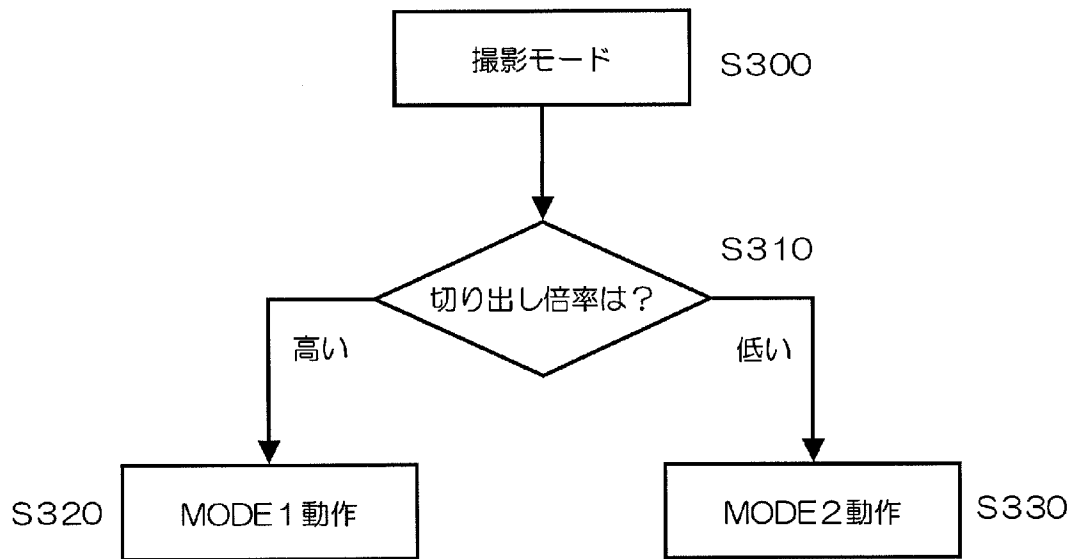 撮影モード
S300
S310
切り出し倍率は?
高い
低い
S320
MODE1動作
MODE2動作
S330